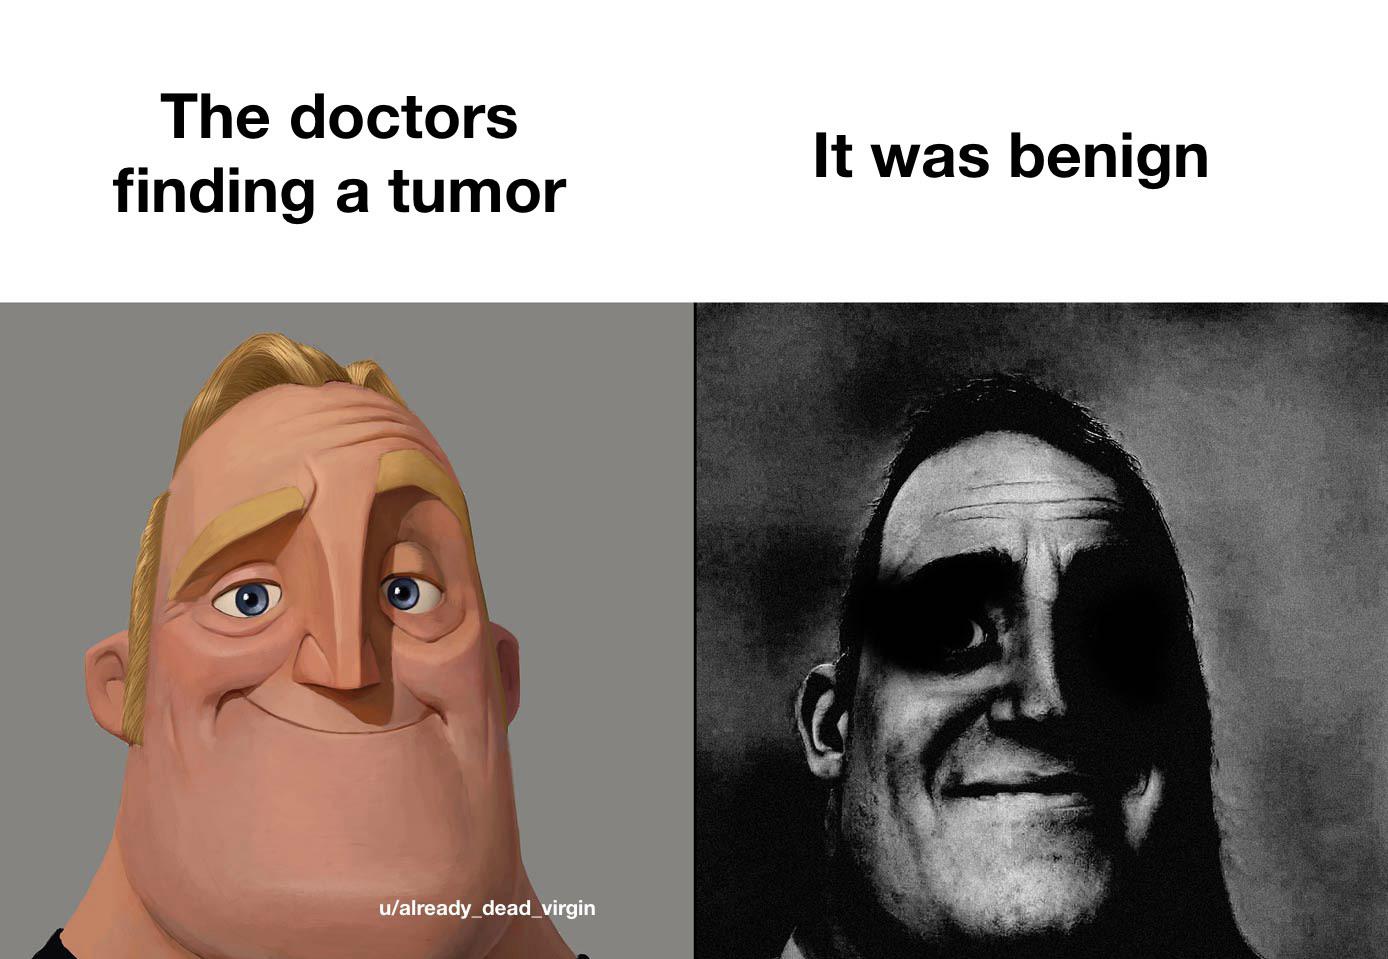 The doctors
finding a tumor
It was benign
u/already_dead_virgin